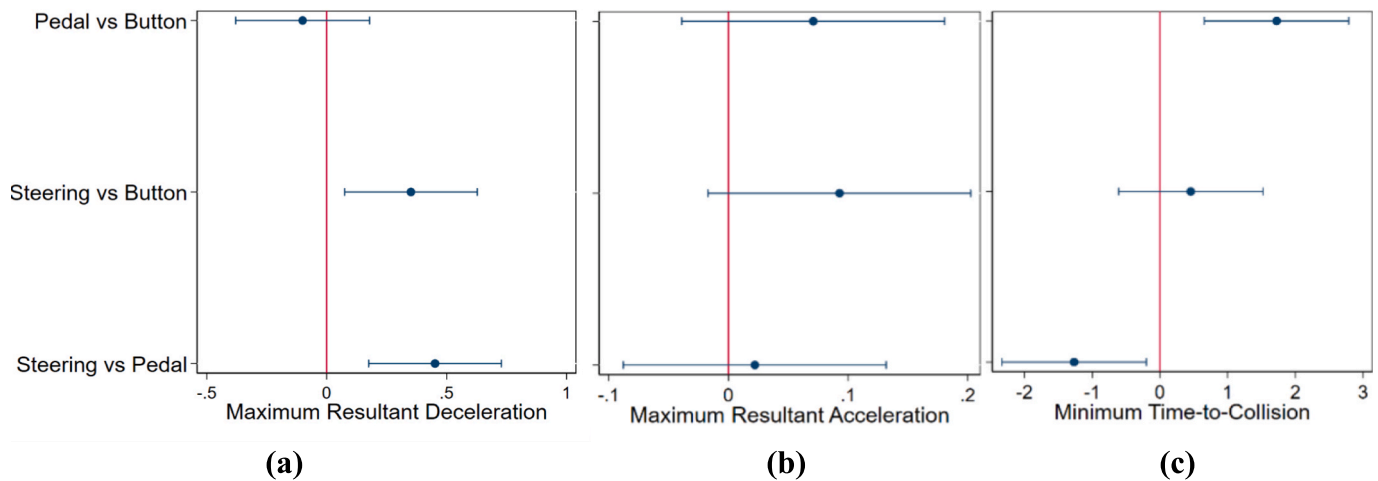 Pedal vs Button
Steering vs Button
Steering vs Pedal
-.5 0 .5 1
Maximum Resultant Deceleration
(a)
-.1 0 .1 .2
Maximum Resultant Acceleration
(b)
-2 -1 0 1 2 3
Minimum Time-to-Collision
(c)